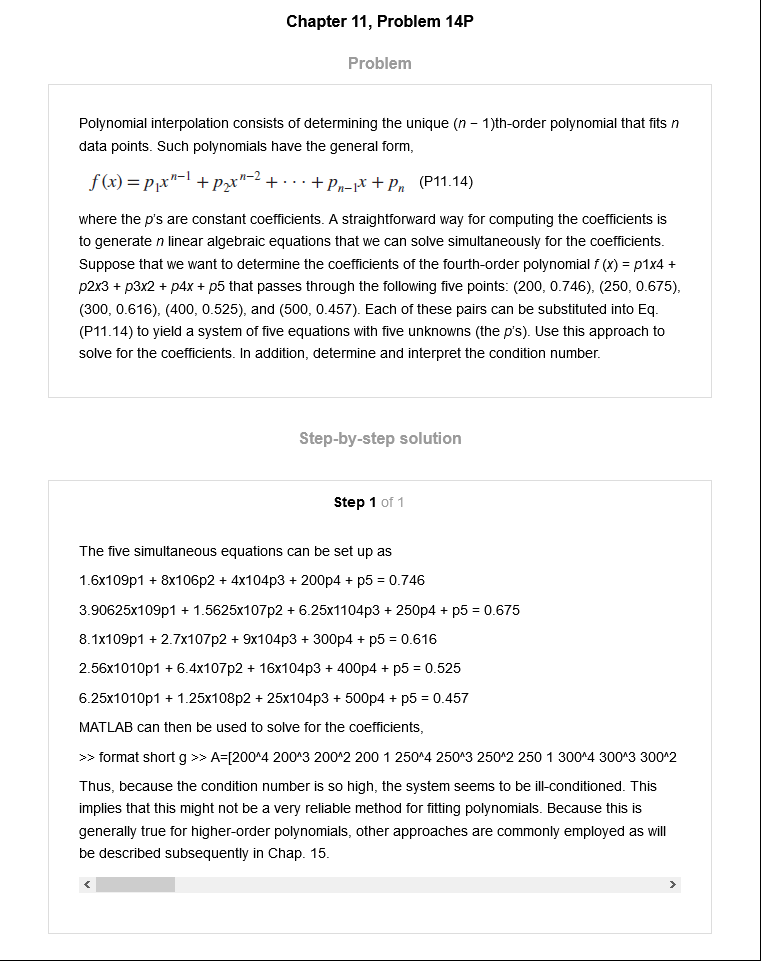 Chapter 11, Problem 14P
Problem
Polynomial interpolation consists of determining the unique (n − 1)th-order polynomial that fits n
data points. Such polynomials have the general form,
f (x) = p₁xⁿ⁻¹ + p₂xⁿ⁻² + · · · + pₙ₋₁x + pₙ (P11.14)
where the p's are constant coefficients. A straightforward way for computing the coefficients is
to generate n linear algebraic equations that we can solve simultaneously for the coefficients.
Suppose that we want to determine the coefficients of the fourth-order polynomial f (x) = p1x4 +
p2x3 + p3x2 + p4x + p5 that passes through the following five points: (200, 0.746), (250, 0.675),
(300, 0.616), (400, 0.525), and (500, 0.457). Each of these pairs can be substituted into Eq.
(P11.14) to yield a system of five equations with five unknowns (the p's). Use this approach to
solve for the coefficients. In addition, determine and interpret the condition number.
Step-by-step solution
Step 1 of 1
The five simultaneous equations can be set up as
1.6x109p1 + 8x106p2 + 4x104p3 + 200p4 + p5 = 0.746
3.90625x109p1 + 1.5625x107p2 + 6.25x1104p3 + 250p4 + p5 = 0.675
8.1x109p1 + 2.7x107p2 + 9x104p3 + 300p4 + p5 = 0.616
2.56x1010p1 + 6.4x107p2 + 16x104p3 + 400p4 + p5 = 0.525
6.25x1010p1 + 1.25x108p2 + 25x104p3 + 500p4 + p5 = 0.457
MATLAB can then be used to solve for the coefficients,
>> format short g >> A=[200^4 200^3 200^2 200 1 250^4 250^3 250^2 250 1 300^4 300^3 300^2
Thus, because the condition number is so high, the system seems to be ill-conditioned. This
implies that this might not be a very reliable method for fitting polynomials. Because this is
generally true for higher-order polynomials, other approaches are commonly employed as will
be described subsequently in Chap. 15.